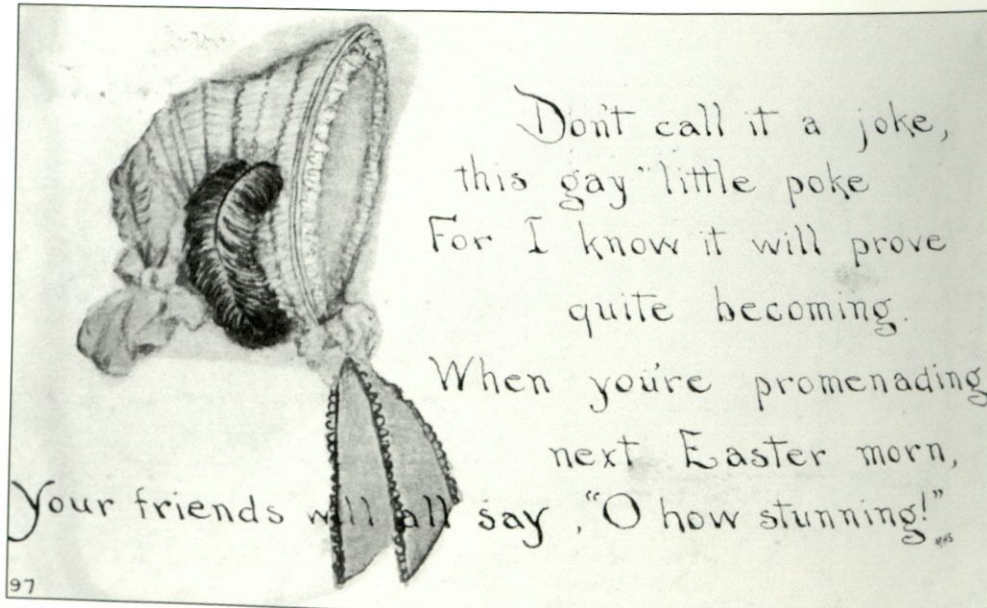 Don't call it a joke,
this gay "little poke
For I know it will prove
quite becoming.
When you're promenading
next Easter morn,
Your friends will all say, "O how stunning!"
97